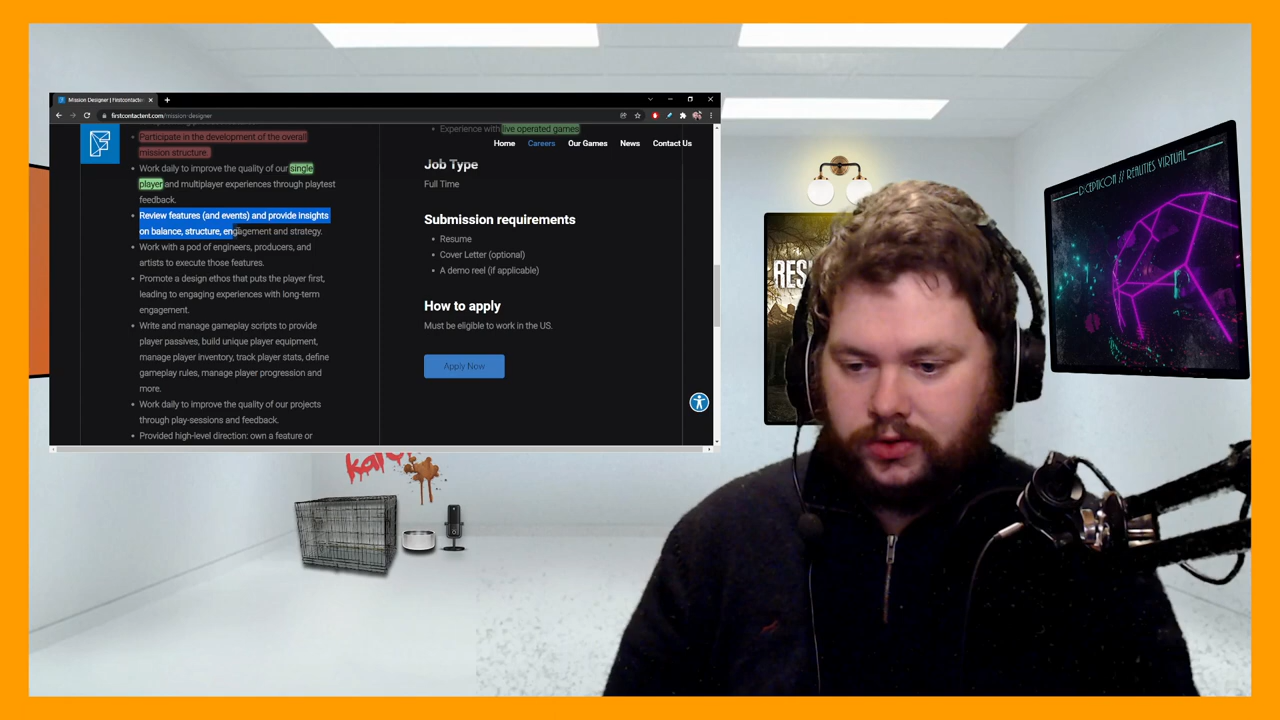 Mission Designer | Firstcontacte
firstcontactent.com/mission-designer
Home Careers Our Games News Contact Us
Participate in the development of the overall
mission structure.
Work daily to improve the quality of our single
player and multiplayer experiences through playtest
feedback.
Review features (and events) and provide insights
on balance, structure, engagement and strategy.
Work with a pod of engineers, producers, and
artists to execute those features.
Promote a design ethos that puts the player first,
leading to engaging experiences with long-term
engagement.
Write and manage gameplay scripts to provide
player passives, build unique player equipment,
manage player inventory, track player stats, define
gameplay rules, manage player progression and
more.
Work daily to improve the quality of our projects
through play-sessions and feedback.
Provided high-level direction: own a feature or
Experience with live operated games
Job Type
Full Time
Submission requirements
Resume
Cover Letter (optional)
A demo reel (if applicable)
How to apply
Must be eligible to work in the US.
Apply Now
RES